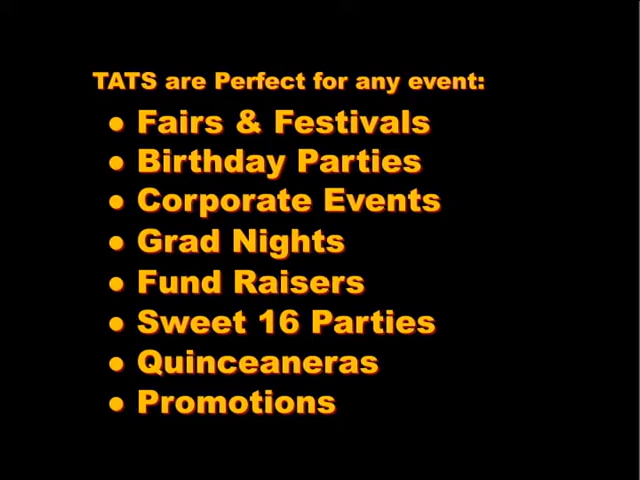 TATS are Perfect for any event:
● Fairs & Festivals
● Birthday Parties
● Corporate Events
● Grad Nights
● Fund Raisers
● Sweet 16 Parties
● Quinceaneras
● Promotions